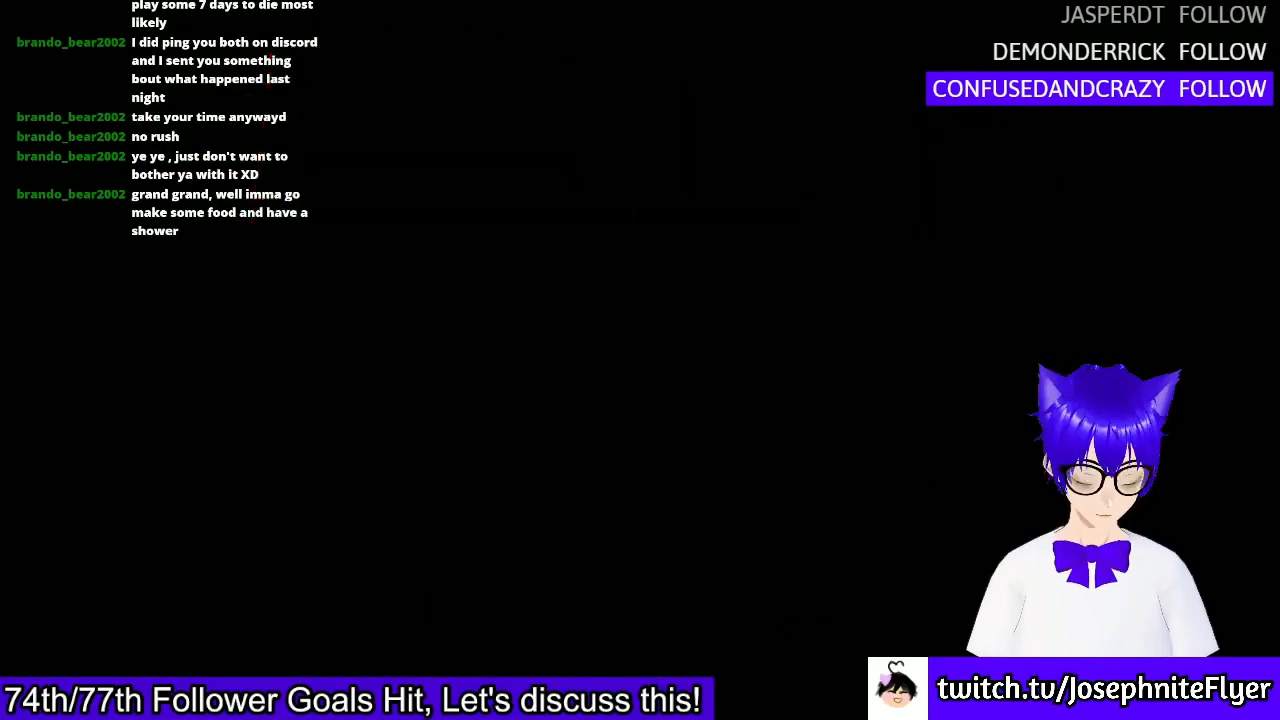 play some 7 days to die most
likely
brando_bear2002 I did ping you both on discord
and I sent you something
bout what happened last
night
brando_bear2002 take your time anywayd
brando_bear2002 no rush
brando_bear2002 ye ye , just don't want to
bother ya with it XD
brando_bear2002 grand grand, well imma go
make some food and have a
shower
JASPERDT FOLLOW
DEMONDERRICK FOLLOW
CONFUSEDANDCRAZY FOLLOW
74th/77th Follower Goals Hit, Let's discuss this!
twitch.tv/JosephniteFlyer